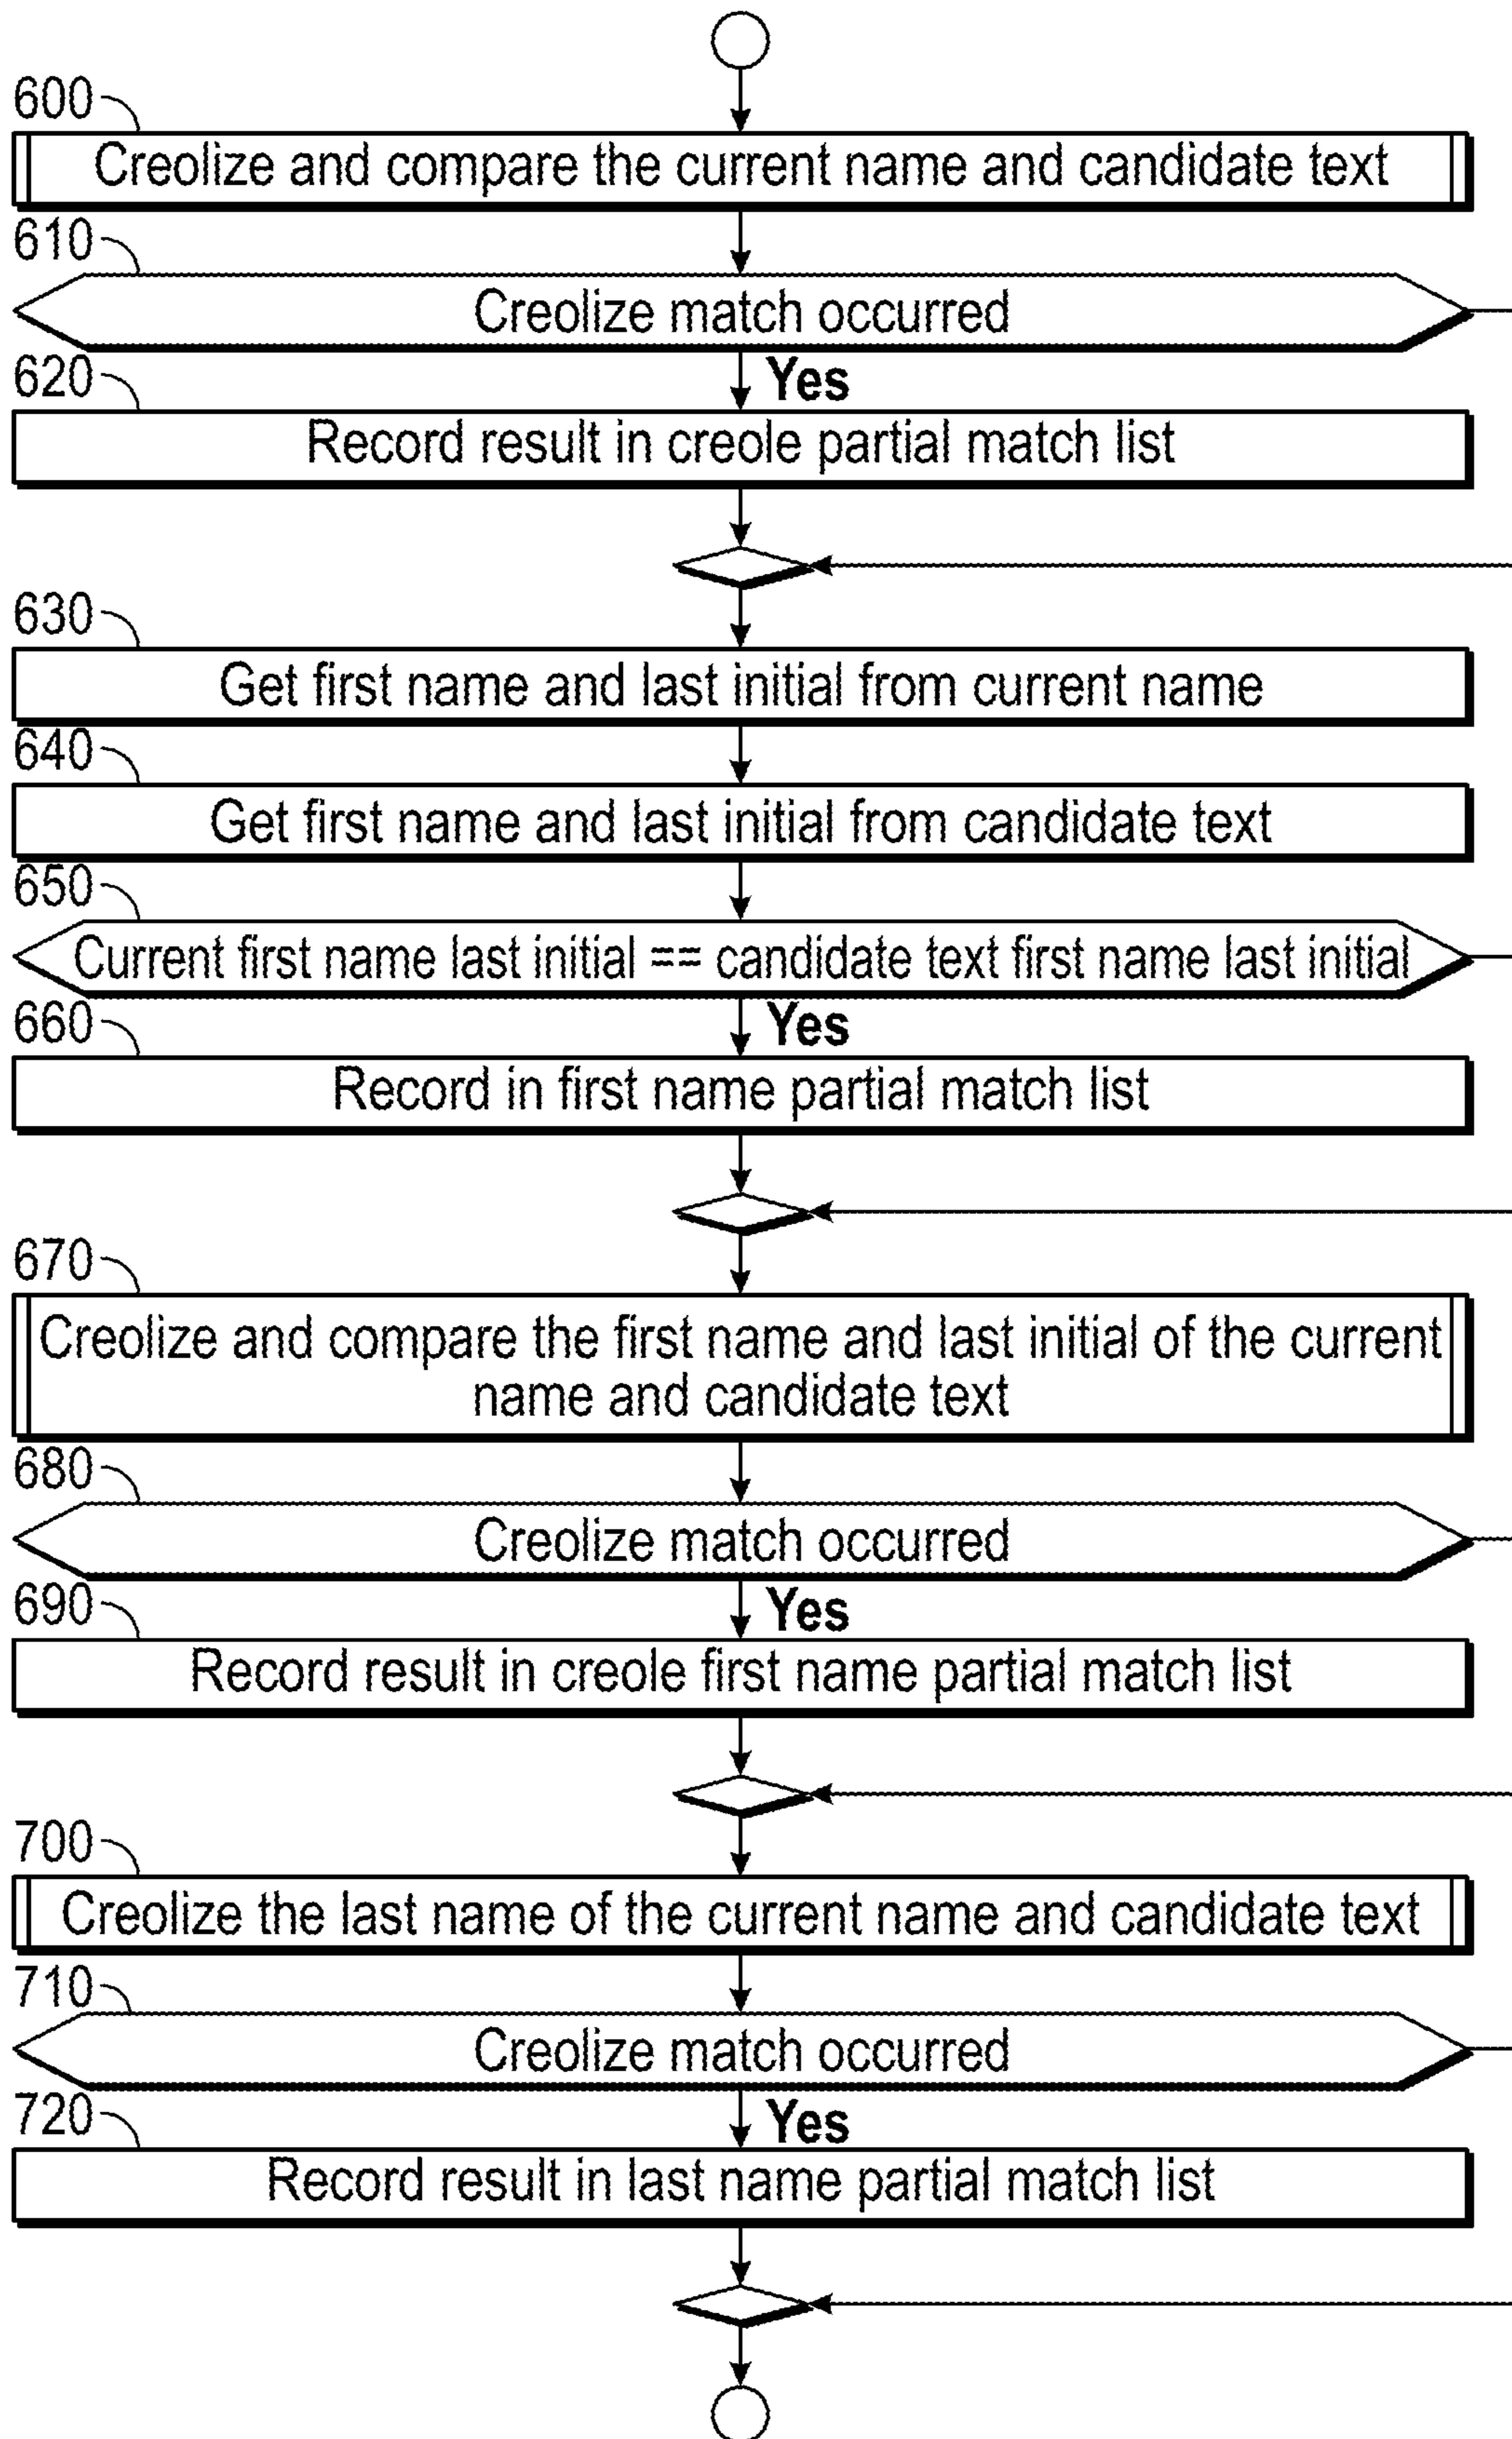 600
Creolize and compare the current name and candidate text
610
Creolize match occurred
Yes
620
Record result in creole partial match list
630
Get first name and last initial from current name
640
Get first name and last initial from candidate text
650
Current first name last initial == candidate text first name last initial
Yes
660
Record in first name partial match list
670
Creolize and compare the first name and last initial of the current
name and candidate text
680
Creolize match occurred
Yes
690
Record result in creole first name partial match list
700
Creolize the last name of the current name and candidate text
710
Creolize match occurred
Yes
720
Record result in last name partial match list